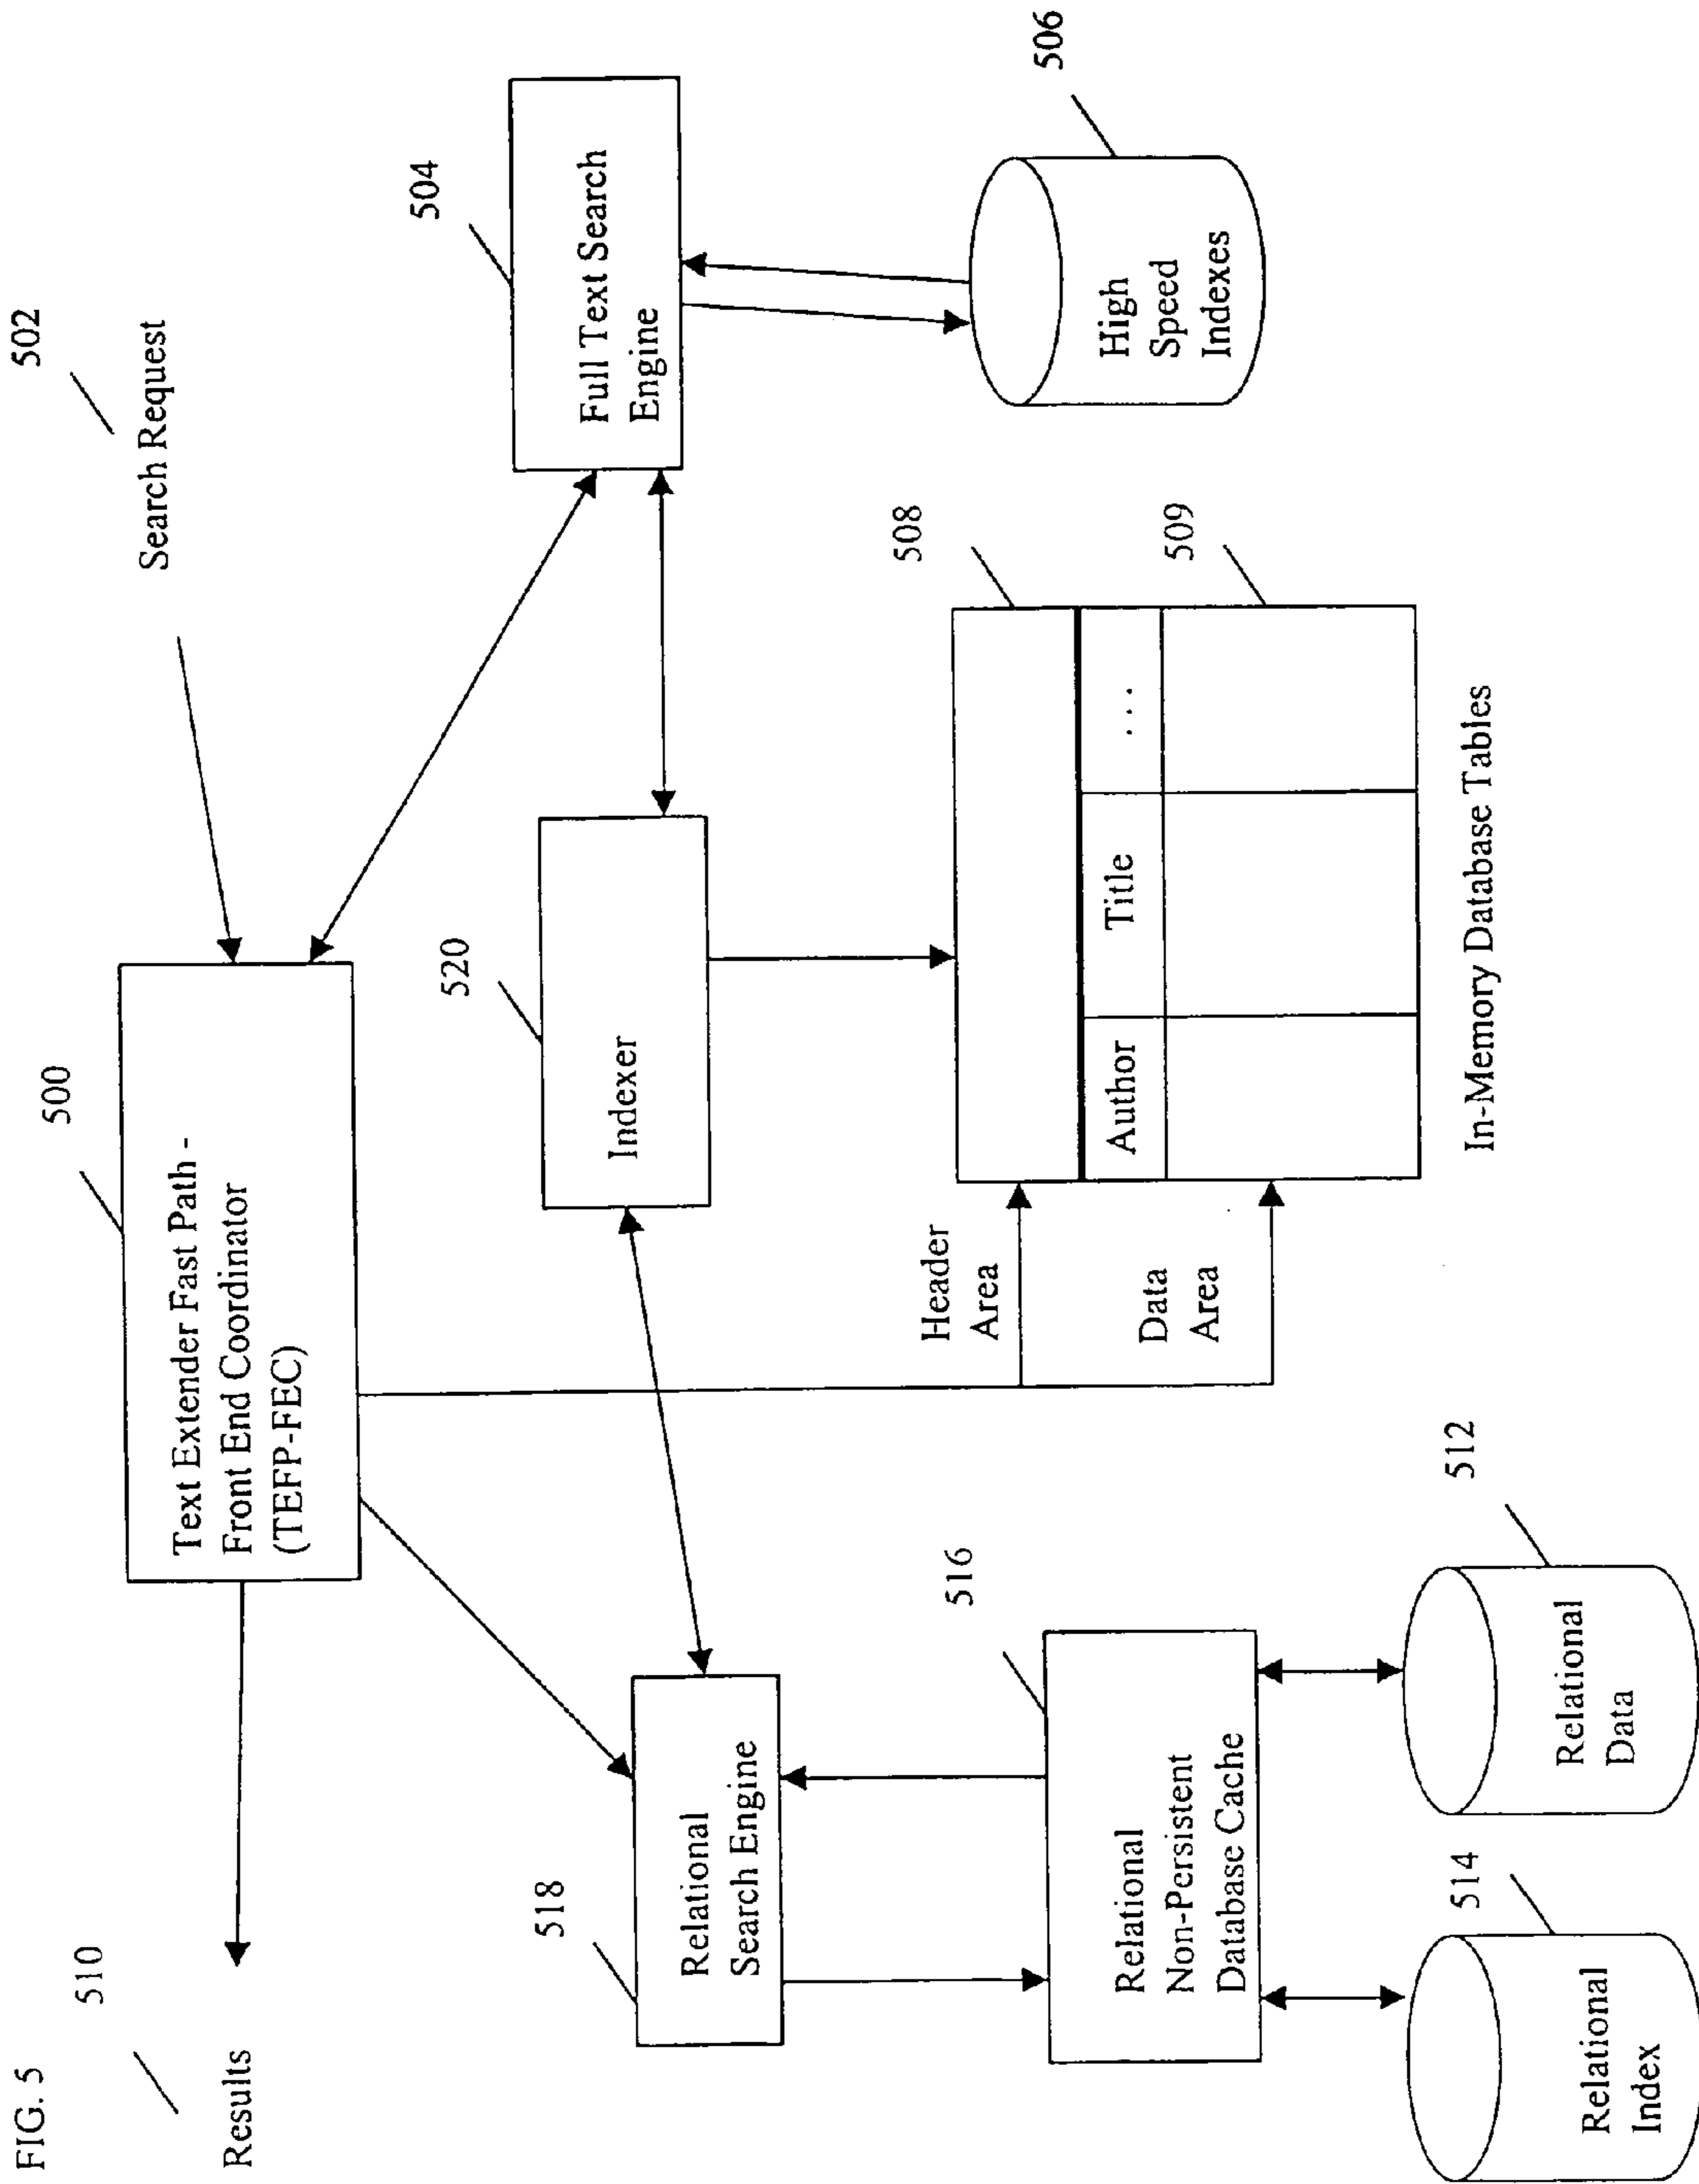 FIG. 5
510
Results
500
Text Extender Fast Path -
Front End Coordinator
(TEFP-FEC)
502
Search Request
518
Relational
Search Engine
520
Indexer
504
Full Text Search
Engine
516
Relational
Non-Persistent
Database Cache
Header
Area
Data
Area
508
Author
Title
. . .
509
In-Memory Database Tables
506
High
Speed
Indexes
514
Relational
Index
512
Relational
Data